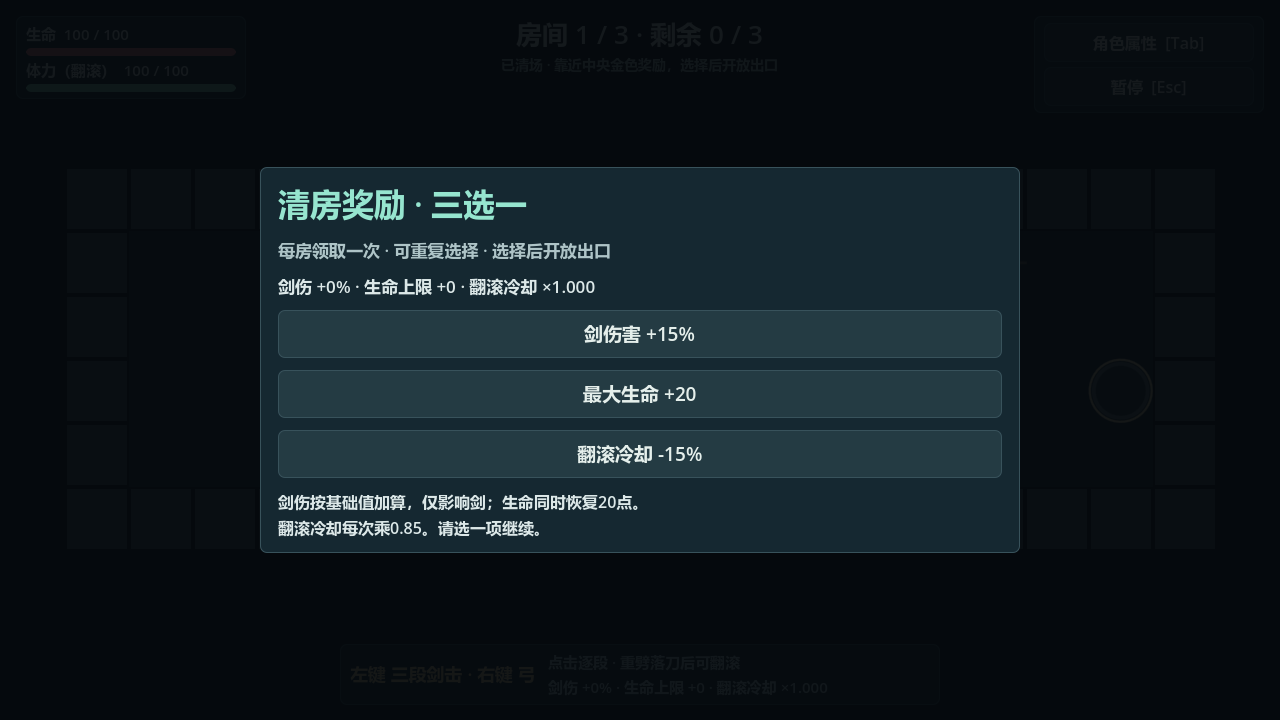 生命 100 / 100
体力（翻滚） 100 / 100
房间 1 / 3 · 剩余 0 / 3
已清场 · 靠近中央金色奖励，选择后开放出口
角色属性 [Tab]
暂停 [Esc]
清房奖励 · 三选一
每房领取一次 · 可重复选择 · 选择后开放出口
剑伤 +0% · 生命上限 +0 · 翻滚冷却 ×1.000
剑伤害 +15%
最大生命 +20
翻滚冷却 -15%
剑伤按基础值加算，仅影响剑；生命同时恢复20点。
翻滚冷却每次乘0.85。请选一项继续。
左键 三段剑击 · 右键 弓
点击逐段 · 重劈落刀后可翻滚
剑伤 +0% · 生命上限 +0 · 翻滚冷却 ×1.000